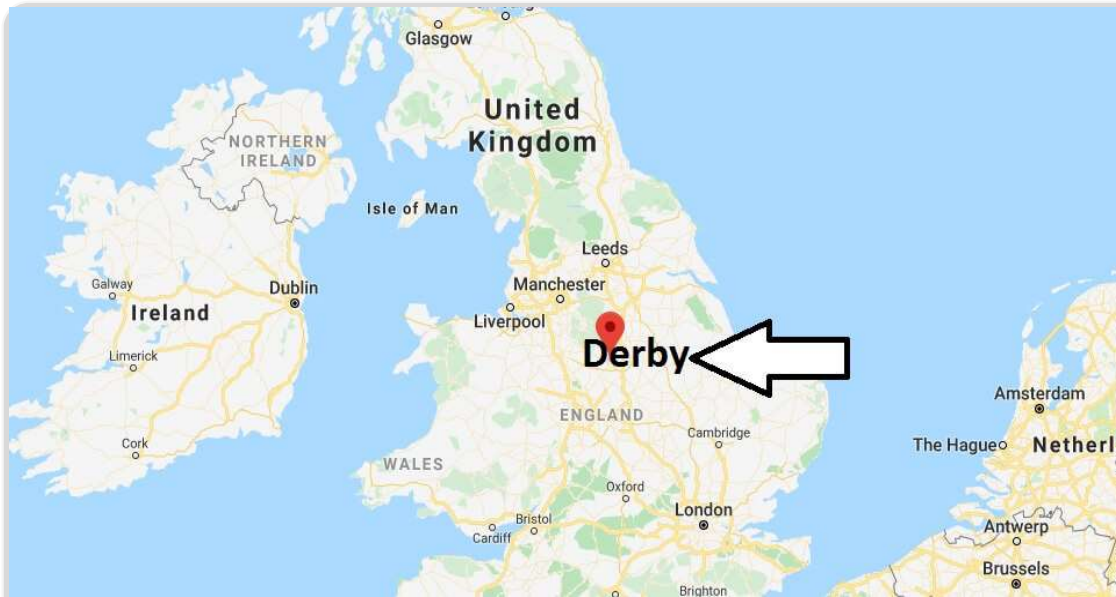 Glasgow
United
Kingdom
NORTHERN
IRELAND
Isle of Man
Leeds
Galway
Dublin
Manchester
Ireland
Liverpool
Derby
Limerick
Amsterdam
ENGLAND
Cambridge
Cork
The Hague
Netherl
WALES
Oxford
London
Bristol
Cardiff
Antwerp
Brussels
Brighton